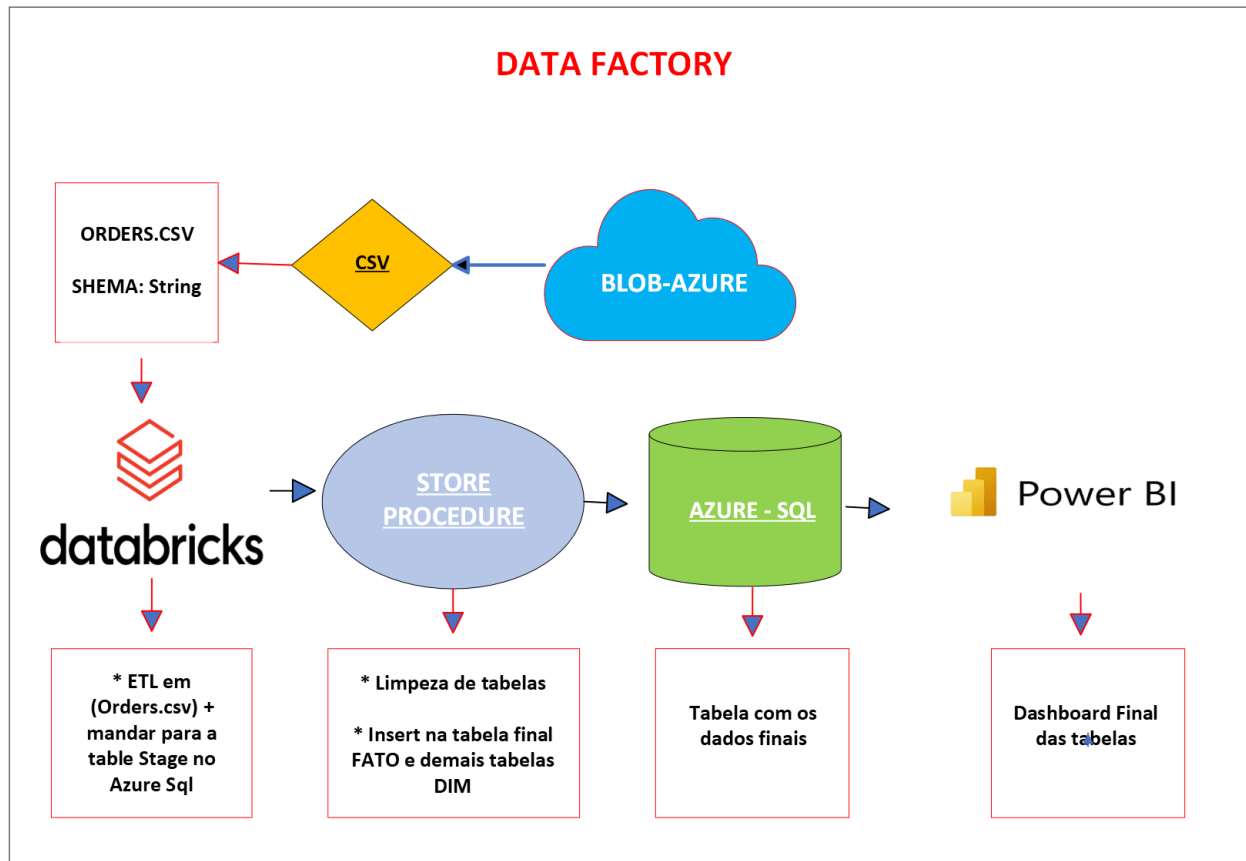 DATA FACTORY
ORDERS.CSV
SHEMA: String
CSV
BLOB-AZURE
databricks
STORE
PROCEDURE
AZURE - SQL
Power BI
* ETL em
(Orders.csv) +
mandar para a
table Stage no
Azure Sql
* Limpeza de tabelas
* Insert na tabela final
FATO e demais tabelas
DIM
Tabela com os
dados finais
Dashboard Final
das tabelas